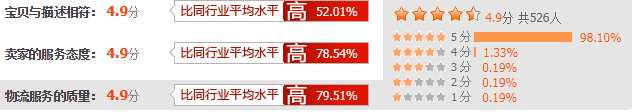 宝贝与描述相符：4.9分 比同行业平均水平 高 52.01%
卖家的服务态度：4.9分 比同行业平均水平 高 78.54%
物流服务的质量：4.9分 比同行业平均水平 高 79.51%
4.9分 共526人
5 分 98.10%
4 分 1.33%
3 分 0.19%
2 分 0.19%
1 分 0.19%